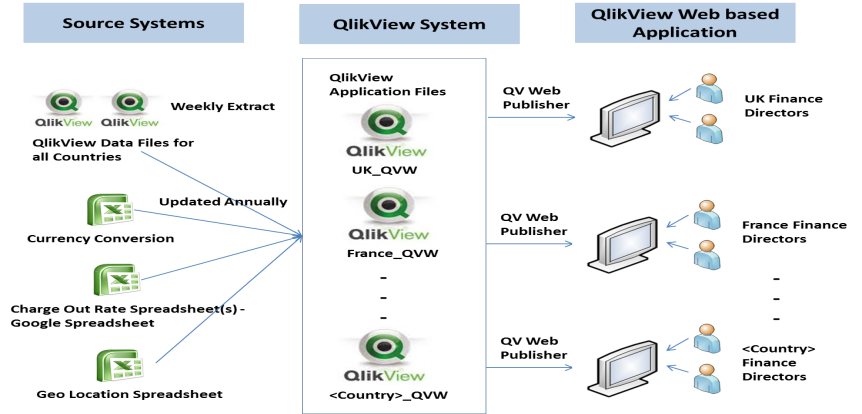 Source Systems
QlikView System
QlikView Web based
Application
QlikView QlikView
Weekly Extract
QlikView Data Files for
all Countries
Updated Annually
Currency Conversion
Charge Out Rate Spreadsheet(s) -
Google Spreadsheet
Geo Location Spreadsheet
QlikView
Application Files
QlikView
UK_QVW
QlikView
France_QVW
-
-
-
QlikView
<Country>_QVW
QV Web
Publisher
UK Finance
Directors
QV Web
Publisher
France Finance
Directors
-
-
-
QV Web
Publisher
<Country>
Finance
Directors